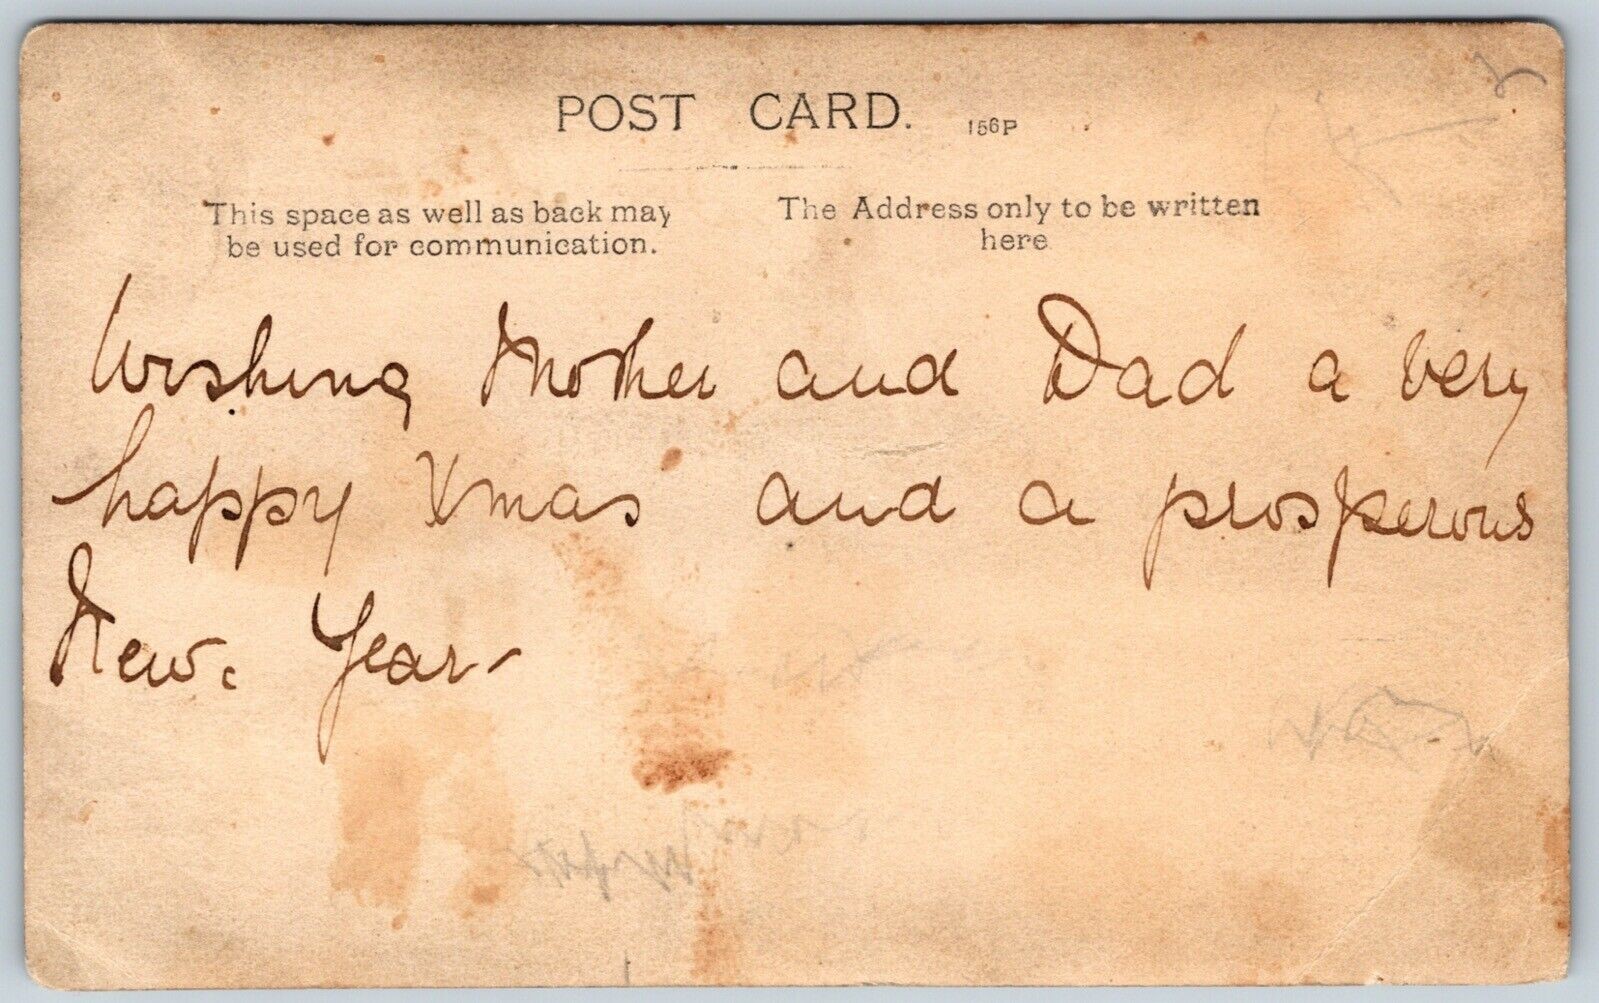 POST CARD. 156P
This space as well as back may
be used for communication.
The Address only to be written
here
Wishing Mother and Dad a very
happy Xmas and a prosperous
New. Year-